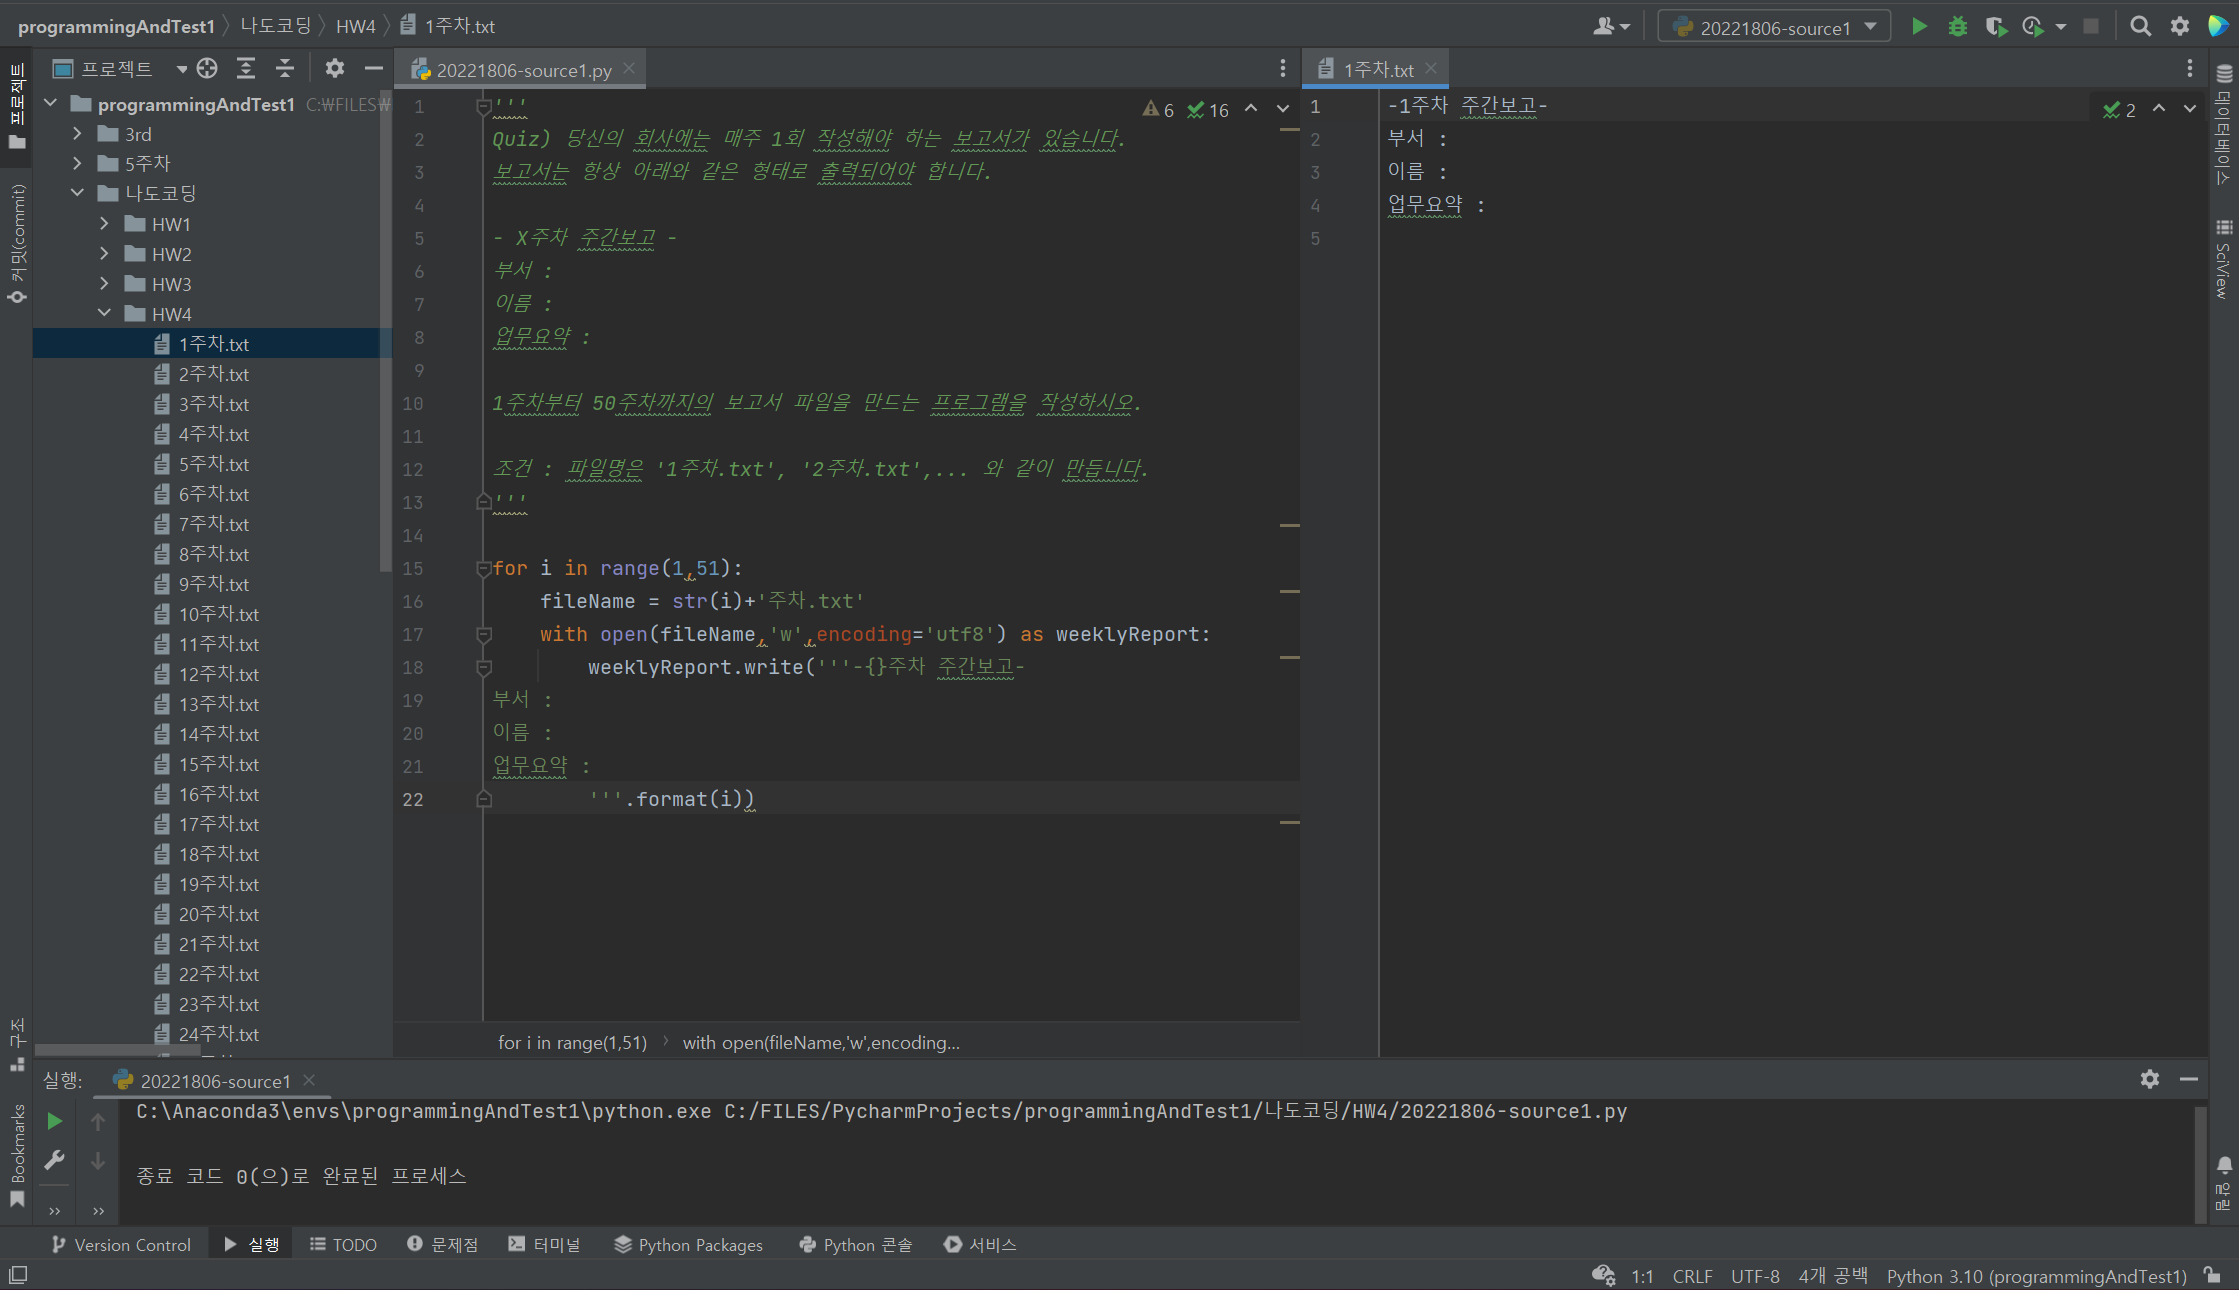 programmingAndTest1 〉 나도코딩 〉 HW4 〉 1주차.txt
20221806-source1
프로젝트
커밋(commit)
구조
Bookmarks
프로젝트
programmingAndTest1 C:₩FILES₩
3rd
5주차
나도코딩
HW1
HW2
HW3
HW4
1주차.txt
2주차.txt
3주차.txt
4주차.txt
5주차.txt
6주차.txt
7주차.txt
8주차.txt
9주차.txt
10주차.txt
11주차.txt
12주차.txt
13주차.txt
14주차.txt
15주차.txt
16주차.txt
17주차.txt
18주차.txt
19주차.txt
20주차.txt
21주차.txt
22주차.txt
23주차.txt
24주차.txt
20221806-source1.py
6 16
1 '''
2 Quiz) 당신의 회사에는 매주 1회 작성해야 하는 보고서가 있습니다.
3 보고서는 항상 아래와 같은 형태로 출력되어야 합니다.
4
5 - X주차 주간보고 -
6 부서 :
7 이름 :
8 업무요약 :
9
10 1주차부터 50주차까지의 보고서 파일을 만드는 프로그램을 작성하시오.
11
12 조건 : 파일명은 '1주차.txt', '2주차.txt',... 와 같이 만듭니다.
13 '''
14
15 for i in range(1,51):
16     fileName = str(i)+'주차.txt'
17     with open(fileName,'w',encoding='utf8') as weeklyReport:
18         weeklyReport.write('''-{}주차 주간보고-
19 부서 :
20 이름 :
21 업무요약 :
22         '''.format(i))
for i in range(1,51) 〉 with open(fileName,'w',encoding...
1주차.txt
2
1 -1주차 주간보고-
2 부서 :
3 이름 :
4 업무요약 :
5
데이터베이스
SciView
알림
실행: 20221806-source1
C:\Anaconda3\envs\programmingAndTest1\python.exe C:/FILES/PycharmProjects/programmingAndTest1/나도코딩/HW4/20221806-source1.py
종료 코드 0(으)로 완료된 프로세스
Version Control 실행 TODO 문제점 터미널 Python Packages Python 콘솔 서비스
1:1 CRLF UTF-8 4개 공백 Python 3.10 (programmingAndTest1)